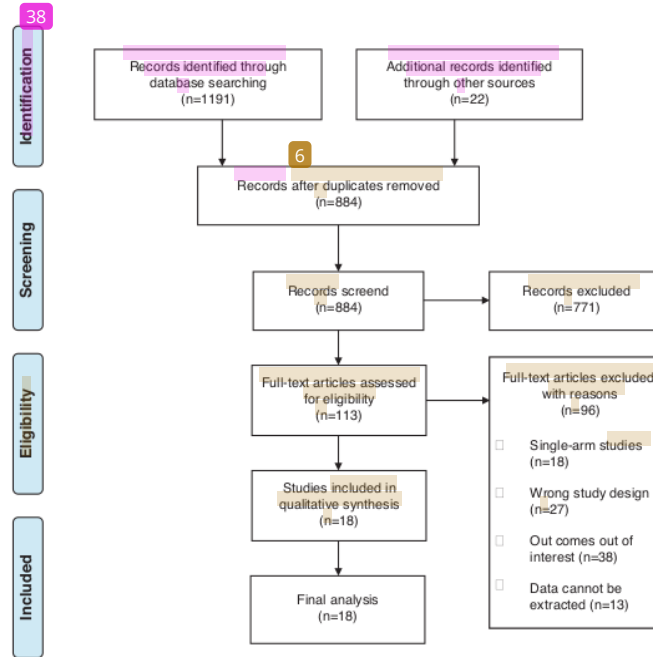 38
Identification
Records identified through
database searching
(n=1191)
Additional records identified
through other sources
(n=22)
6
Records after duplicates removed
(n=884)
Screening
Records screend
(n=884)
Records excluded
(n=771)
Eligibility
Full-text articles assessed
for eligibility
(n=113)
Full-text articles excluded
with reasons
(n=96)
Single-arm studies
(n=18)
Wrong study design
(n=27)
Out comes out of
interest (n=38)
Data cannot be
extracted (n=13)
Studies included in
qualitative synthesis
(n=18)
Included
Final analysis
(n=18)